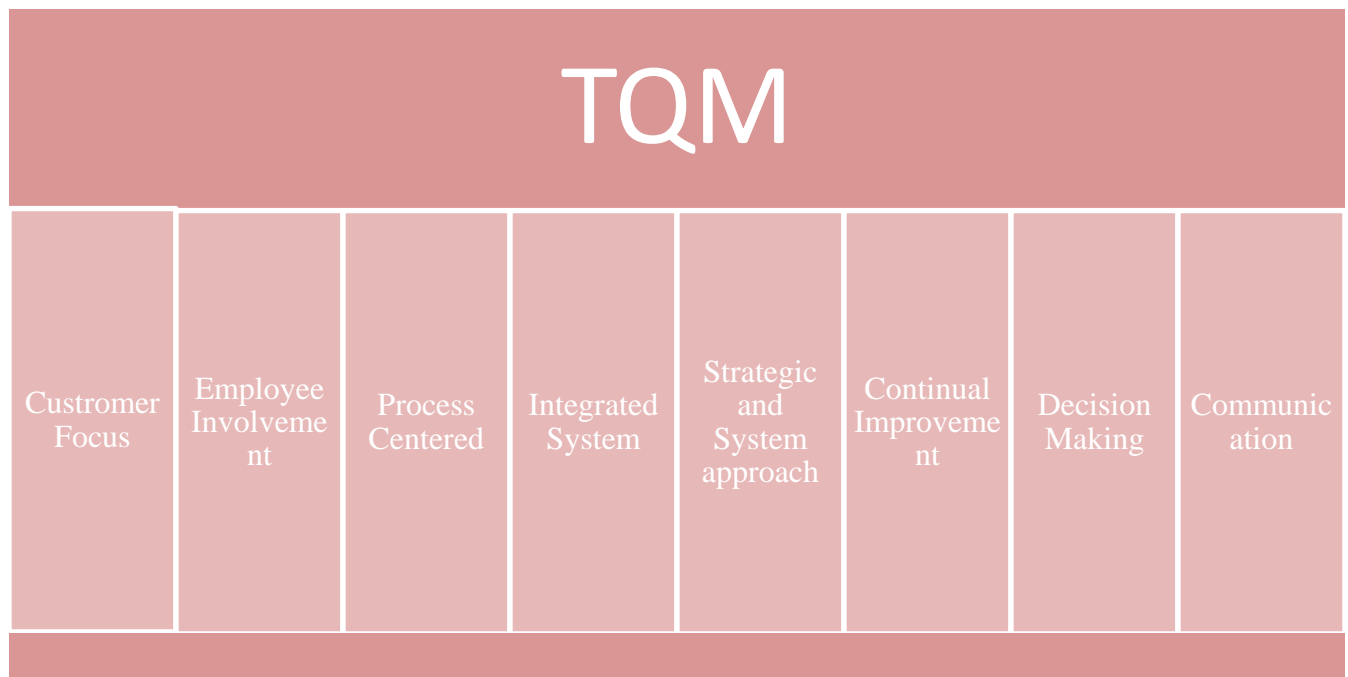 TQM
Custromer
Focus
Employee
Involveme
nt
Process
Centered
Integrated
System
Strategic
and
System
approach
Continual
Improveme
nt
Decision
Making
Communic
ation